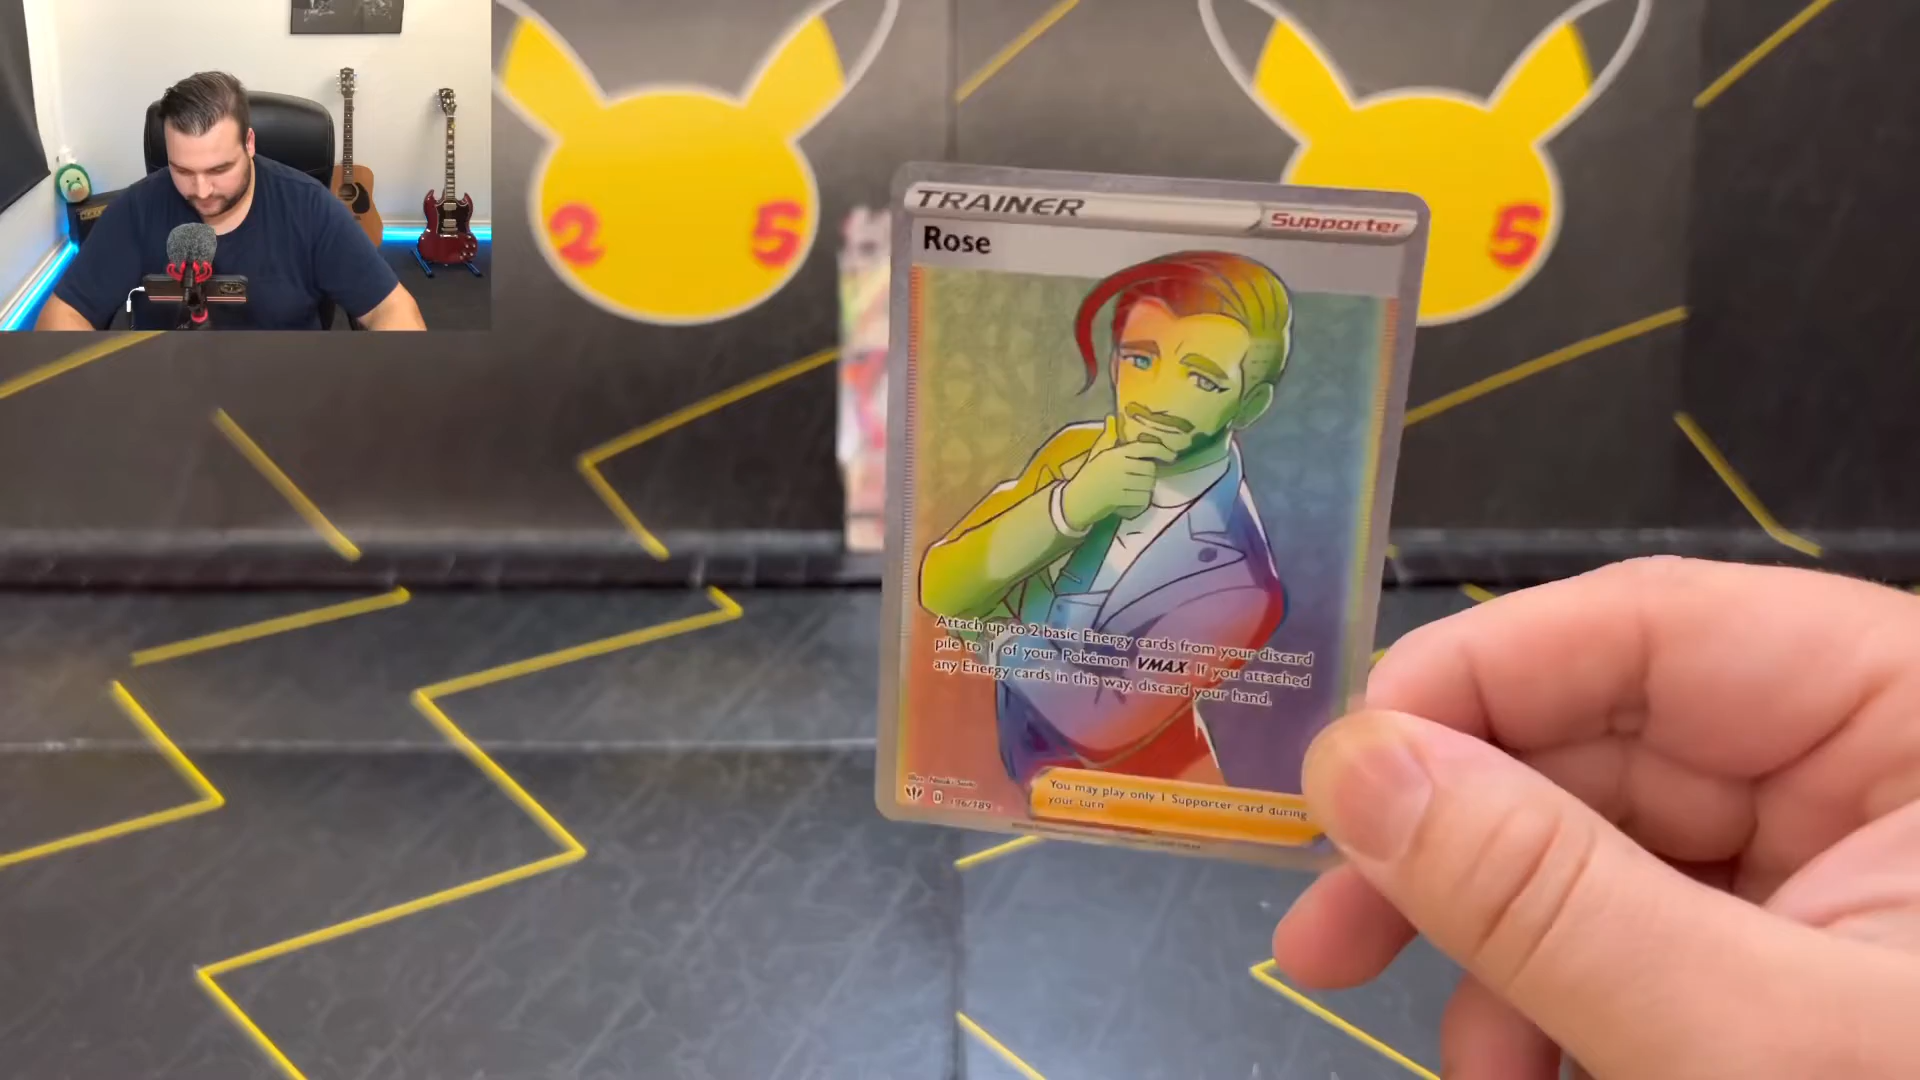 2 5
5
TRAINER
Supporter
Rose
Attach up to 2 basic Energy cards from your discard
pile to 1 of your Pokémon VMAX. If you attached
any Energy cards in this way, discard your hand.
D 196/189
You may play only 1 Supporter card during
your turn.